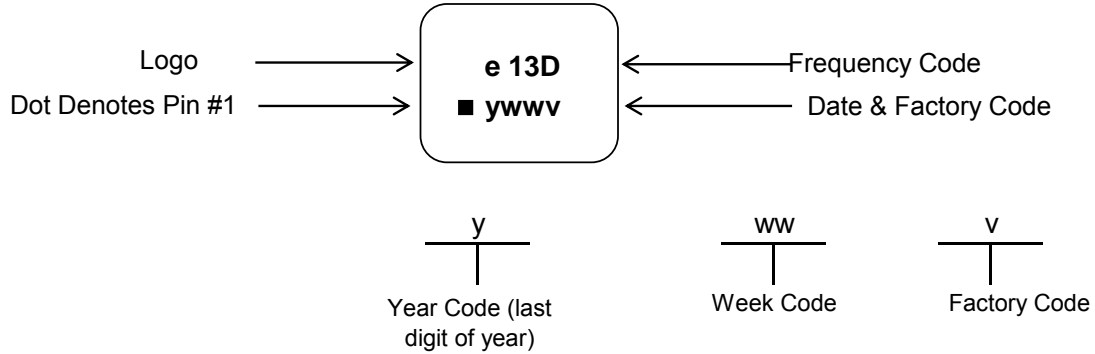 Logo
e 13D
Frequency Code
Dot Denotes Pin #1
■ ywwv
Date & Factory Code
y
ww
v
Year Code (last
digit of year)
Week Code
Factory Code